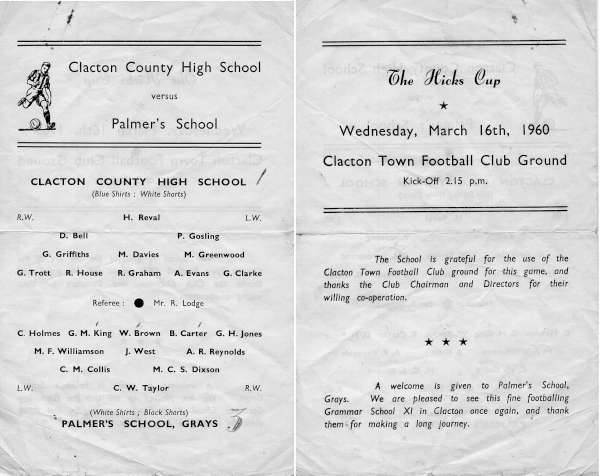 Clacton County High School
versus
Palmer's School
CLACTON COUNTY HIGH SCHOOL /
(Blue Shirts ; White Shorts)
R.W. H. Reval L.W.
D. Bell P. Gosling
G. Griffiths M. Davies M. Greenwood
G. Trott R. House R. Graham A. Evans G. Clarke
Referee : ● Mr. R. Lodge
C. Holmes G. M. King W. Brown B. Carter G. H. Jones
M. F. Williamson J. West A. R. Reynolds
C. M. Collis M. C. S. Dixson
L.W. C. W. Taylor R.W.
(White Shirts ; Black Shorts)
PALMER'S SCHOOL, GRAYS 3
The Hicks Cup
★
Wednesday, March 16th, 1960
Clacton Town Football Club Ground
Kick-Off 2.15 p.m.
The School is grateful for the use of the
Clacton Town Football Club ground for this game, and
thanks the Club Chairman and Directors for their
willing co-operation.
★ ★ ★
A welcome is given to Palmer's School,
Grays. We are pleased to see this fine footballing
Grammar School XI in Clacton once again, and thank
them for making a long journey.